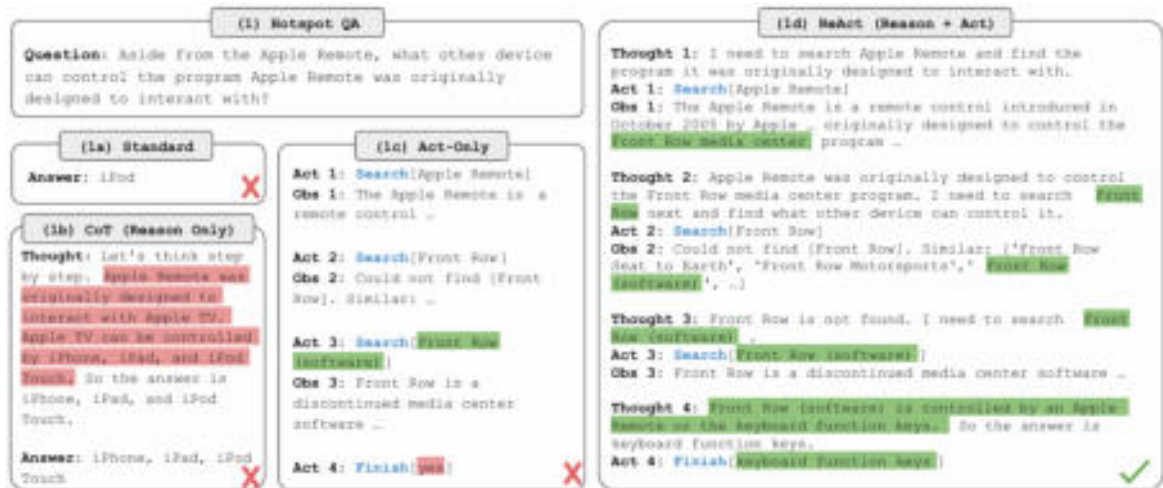 (1) Hotspot QA
Question: Aside from the Apple Remote, what other device
can control the program Apple Remote was originally
designed to interact with?
(1a) Standard
Answer: iPod
(1b) CoT (Reason Only)
Thought: Let's think step
by step. Apple Remote was
originally designed to
interact with Apple TV.
Apple TV can be controlled
by iPhone, iPad, and iPod
Touch. So the answer is
iPhone, iPad, and iPod
Touch.
Answer: iPhone, iPad, iPod
Touch
(1c) Act-Only
Act 1: Search[Apple Remote]
Obs 1: The Apple Remote is a
remote control …
Act 2: Search[Front Row]
Obs 2: Could not find [Front
Row]. Similar: …
Act 3: Search[Front Row
(software)]
Obs 3: Front Row is a
discontinued media center
software …
Act 4: Finish[yes]
(1d) ReAct (Reason + Act)
Thought 1: I need to search Apple Remote and find the
program it was originally designed to interact with.
Act 1: Search[Apple Remote]
Obs 1: The Apple Remote is a remote control introduced in
October 2005 by Apple … originally designed to control the
Front Row media center program …
Thought 2: Apple Remote was originally designed to control
the Front Row media center program. I need to search Front
Row next and find what other device can control it.
Act 2: Search[Front Row]
Obs 2: Could not find [Front Row]. Similar: ['Front Row
Seat to Earth', 'Front Row Motorsports', 'Front Row
(software)', …]
Thought 3: Front Row is not found. I need to search Front
Row (software) .
Act 3: Search[Front Row (software)]
Obs 3: Front Row is a discontinued media center software …
Thought 4: Front Row (software) is controlled by an Apple
Remote or the keyboard function keys. So the answer is
keyboard function keys.
Act 4: Finish[keyboard function keys]